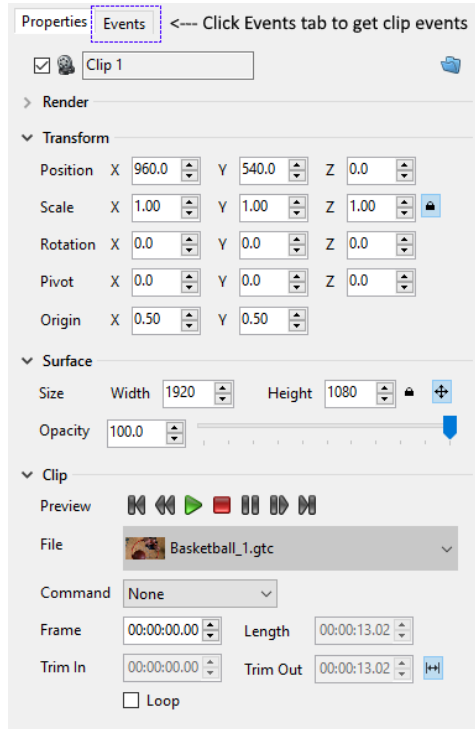 Properties Events <--- Click Events tab to get clip events
Clip 1
Render
Transform
Position X 960.0 Y 540.0 Z 0.0
Scale X 1.00 Y 1.00 Z 1.00
Rotation X 0.0 Y 0.0 Z 0.0
Pivot X 0.0 Y 0.0 Z 0.0
Origin X 0.50 Y 0.50
Surface
Size Width 1920 Height 1080
Opacity 100.0
Clip
Preview
File Basketball_1.gtc
Command None
Frame 00:00:00.00 Length 00:00:13.02
Trim In 00:00:00.00 Trim Out 00:00:13.02
Loop